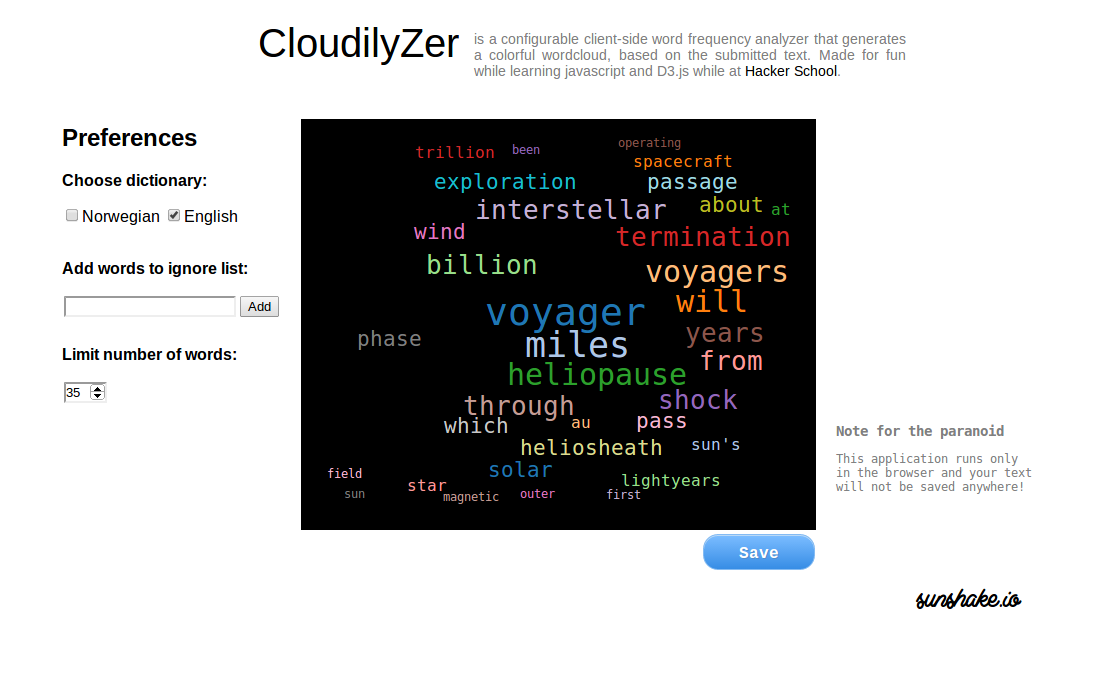 CloudilyZer
is a configurable client-side word frequency analyzer that generates
a colorful wordcloud, based on the submitted text. Made for fun
while learning javascript and D3.js while at Hacker School.
Preferences
Choose dictionary:
Norwegian English
Add words to ignore list:
Add
Limit number of words:
35
operating
trillion been
spacecraft
exploration passage
interstellar about at
wind termination
billion voyagers
voyager will
phase miles years
heliopause from
through shock
which au pass
heliosheath sun's
solar
field star lightyears
sun magnetic outer first
Save
Note for the paranoid
This application runs only
in the browser and your text
will not be saved anywhere!
sunshake.io